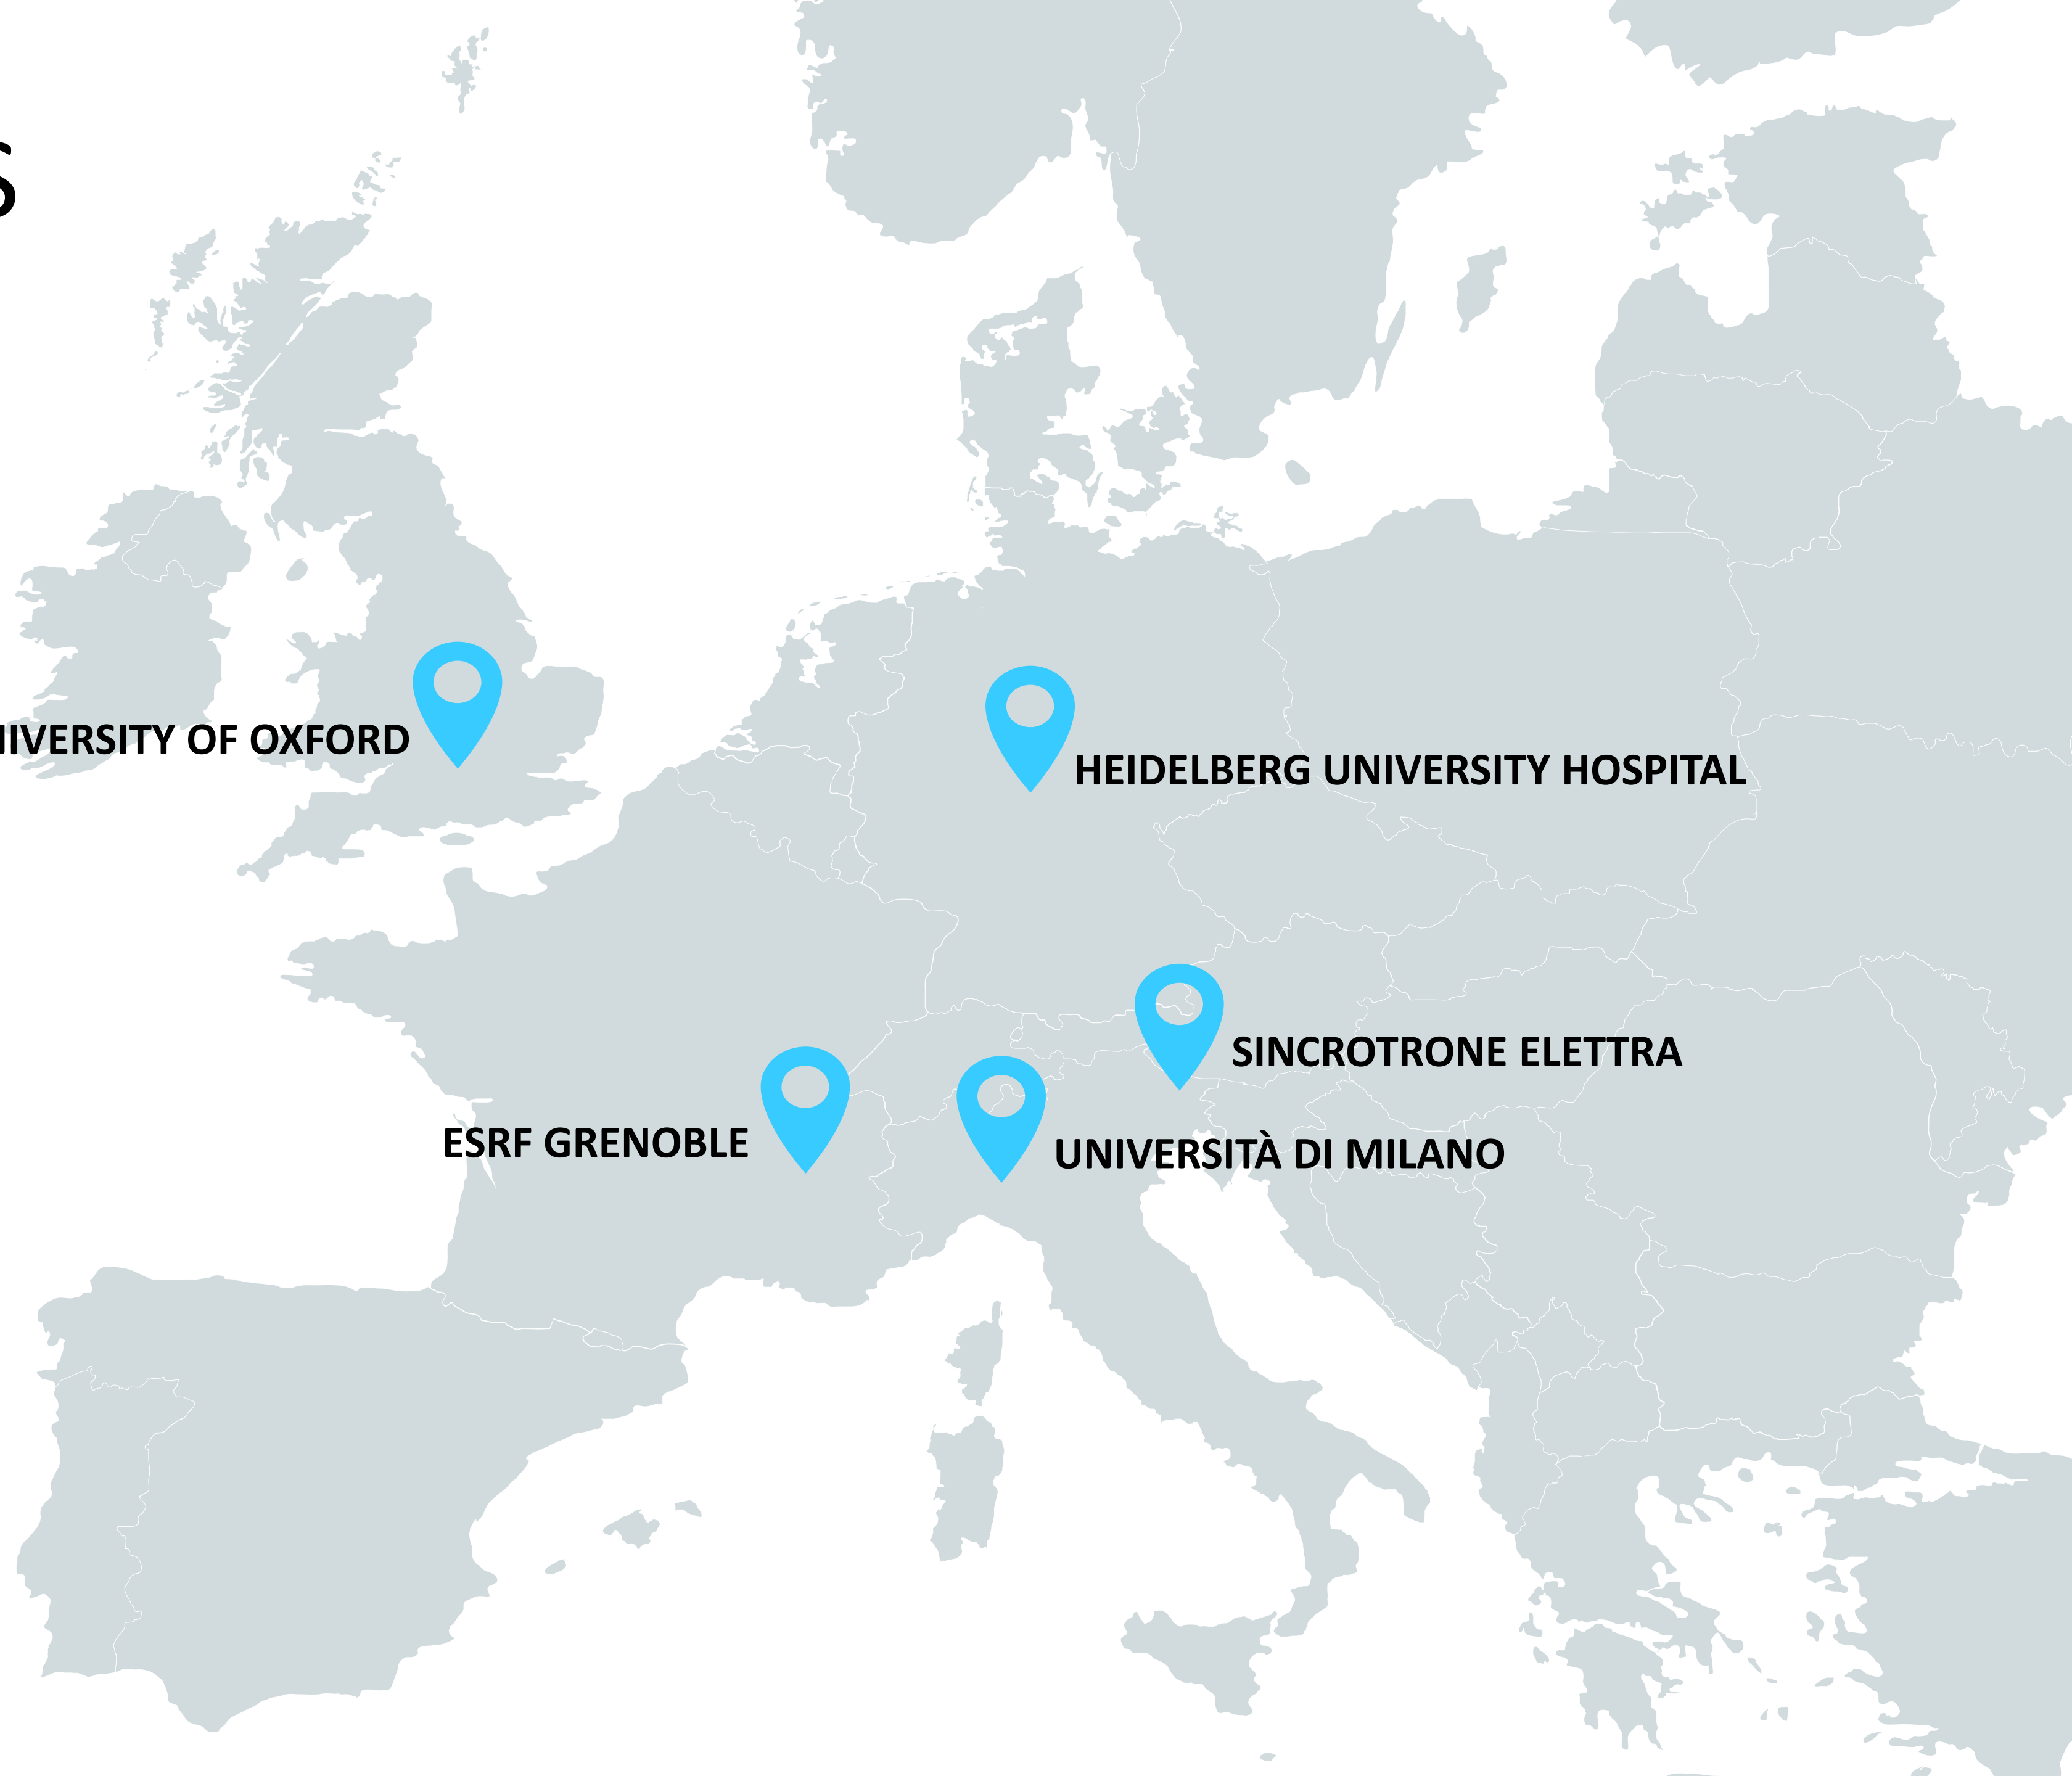 S
IVERSITY OF OXFORD
HEIDELBERG UNIVERSITY HOSPITAL
SINCROTRONE ELETTRA
ESRF GRENOBLE
UNIVERSITÀ DI MILANO